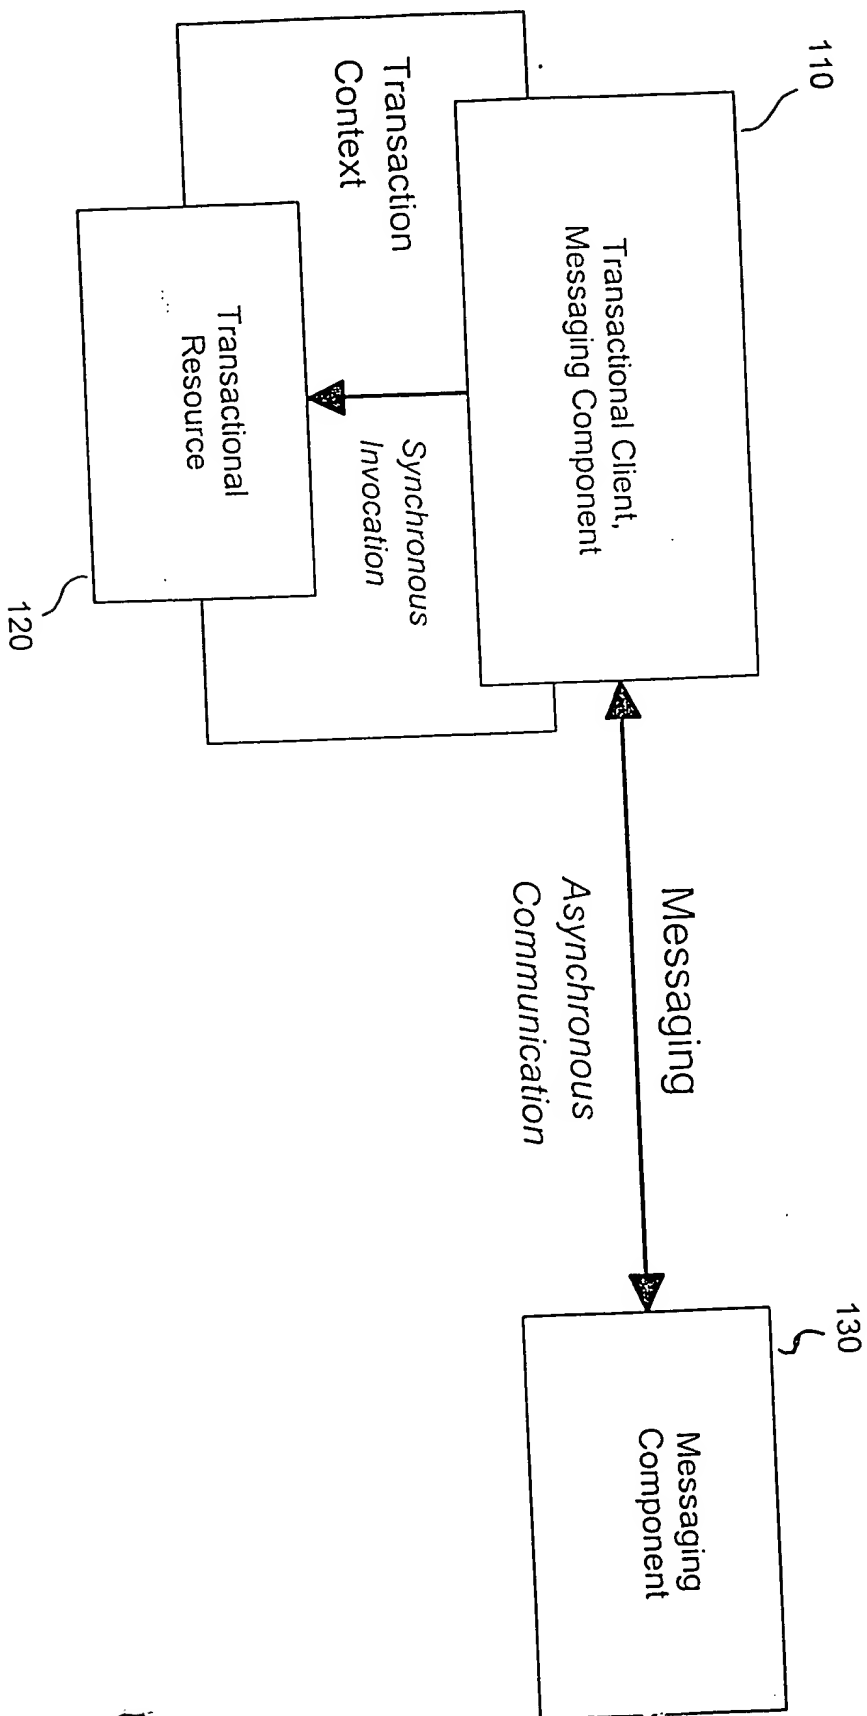 110
Transactional Client,
Messaging Component
Messaging
Asynchronous
Communication
130
Messaging
Component
Transaction
Context
Synchronous
Invocation
Transactional
Resource
120